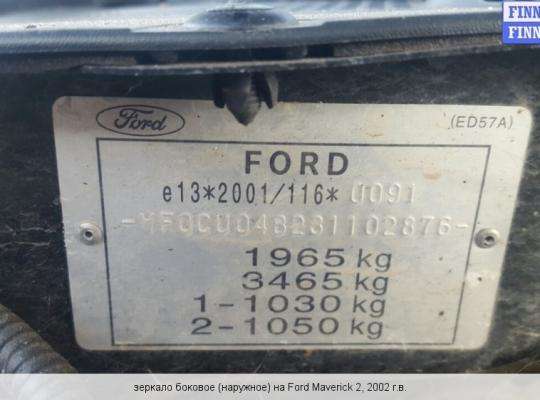 FINN
FINN
Ford
(ED57A)
FORD
e13*2001/116* 0091
1965 kg
3465 kg
1-1030 kg
2-1050 kg
зеркало боковое (наружное) на Ford Maverick 2, 2002 г.в.